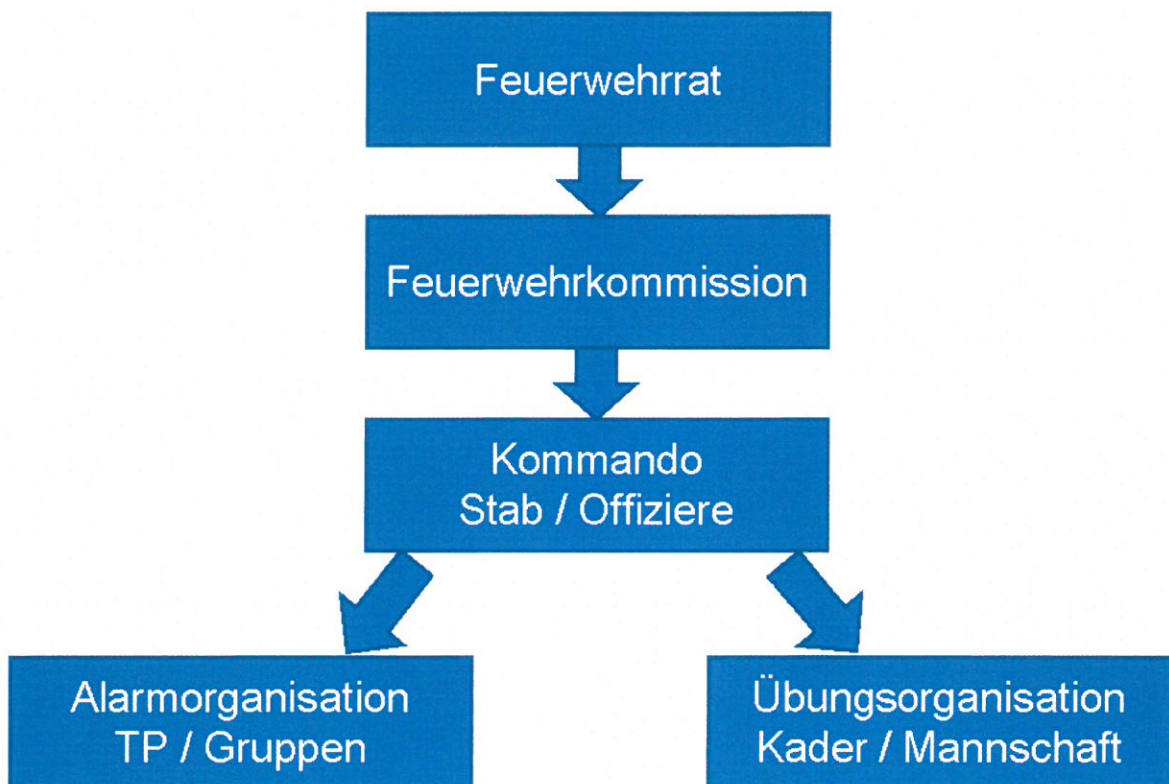 Feuerwehrrat
Feuerwehrkommission
Kommando
Stab / Offiziere
Alarmorganisation
TP / Gruppen
Übungsorganisation
Kader / Mannschaft